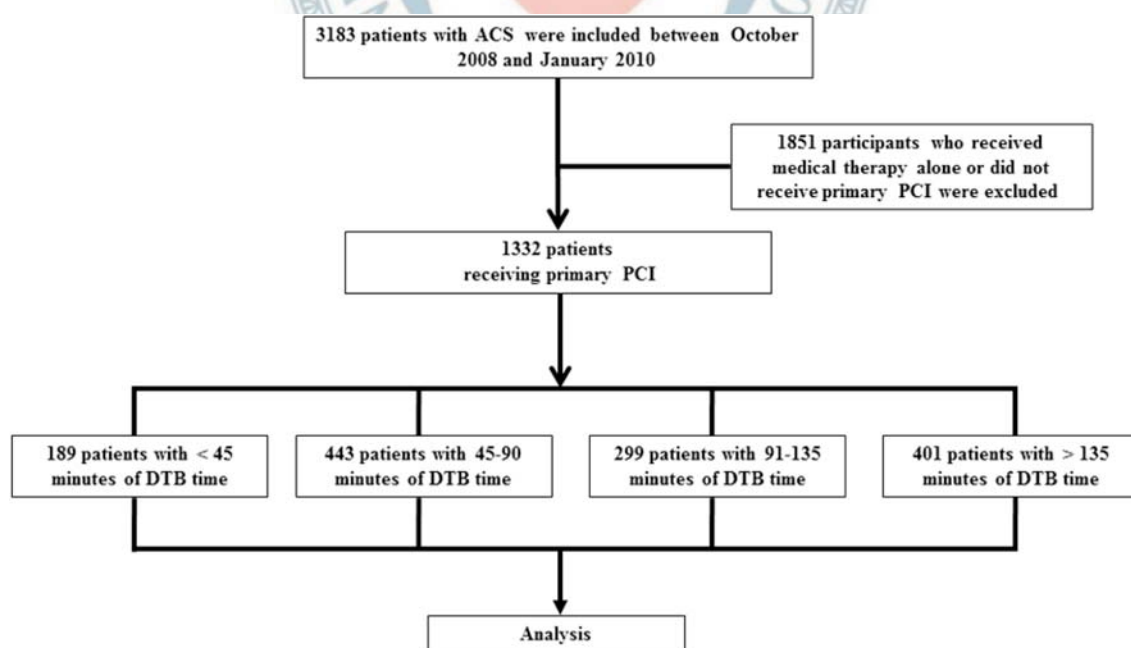 3183 patients with ACS were included between October
2008 and January 2010
1851 participants who received
medical therapy alone or did not
receive primary PCI were excluded
1332 patients
receiving primary PCI
189 patients with < 45
minutes of DTB time
443 patients with 45-90
minutes of DTB time
299 patients with 91-135
minutes of DTB time
401 patients with > 135
minutes of DTB time
Analysis